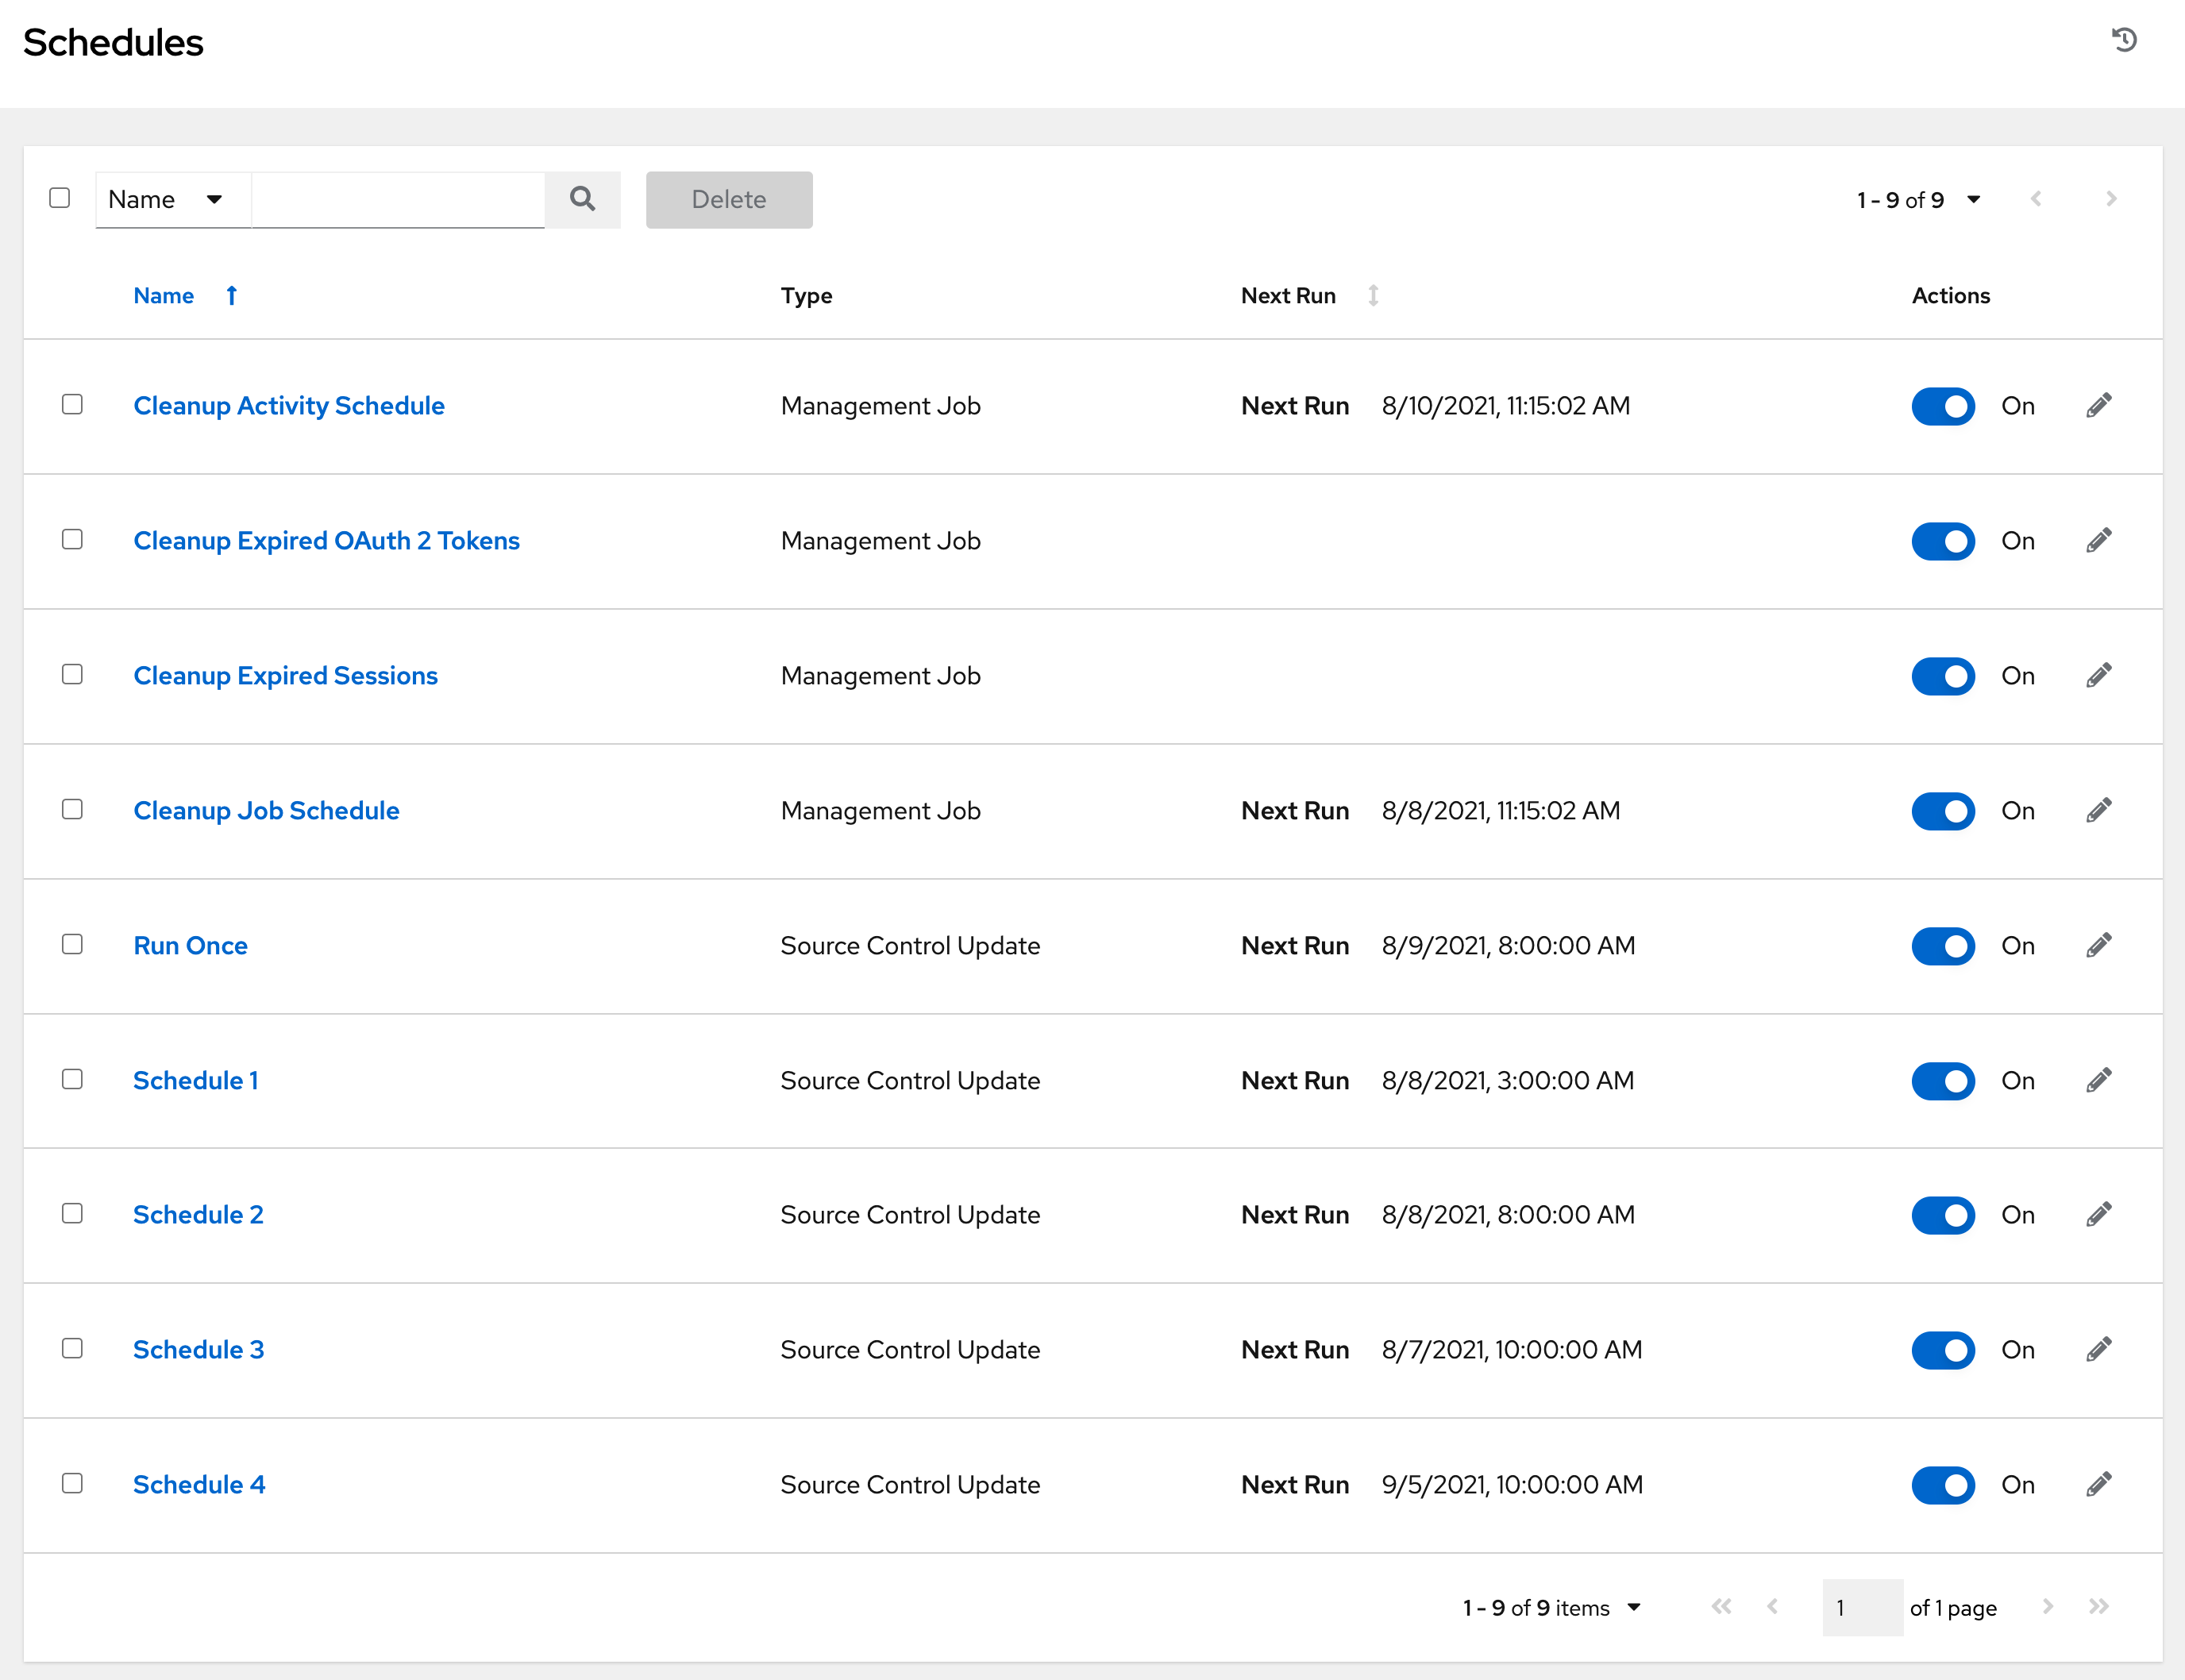 Schedules
Name Delete 1 - 9 of 9
Name Type Next Run Actions
Cleanup Activity Schedule Management Job Next Run 8/10/2021, 11:15:02 AM On
Cleanup Expired OAuth 2 Tokens Management Job On
Cleanup Expired Sessions Management Job On
Cleanup Job Schedule Management Job Next Run 8/8/2021, 11:15:02 AM On
Run Once Source Control Update Next Run 8/9/2021, 8:00:00 AM On
Schedule 1 Source Control Update Next Run 8/8/2021, 3:00:00 AM On
Schedule 2 Source Control Update Next Run 8/8/2021, 8:00:00 AM On
Schedule 3 Source Control Update Next Run 8/7/2021, 10:00:00 AM On
Schedule 4 Source Control Update Next Run 9/5/2021, 10:00:00 AM On
1 - 9 of 9 items 1 of 1 page